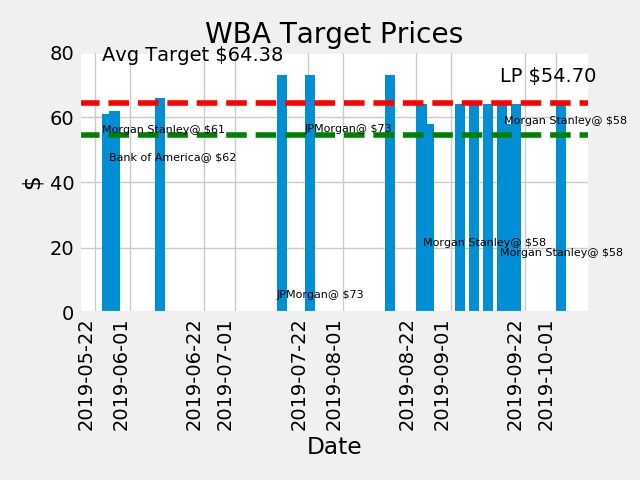 WBA Target Prices
Avg Target $64.38
LP $54.70
80
60
40
20
0
$
Morgan Stanley@ $61
Bank of America@ $62
JPMorgan@ $73
JPMorgan@ $73
Morgan Stanley@ $58
Morgan Stanley@ $58
Morgan Stanley@ $58
2019-05-22
2019-06-01
2019-06-22
2019-07-01
2019-07-22
2019-08-01
2019-08-22
2019-09-01
2019-09-22
2019-10-01
Date